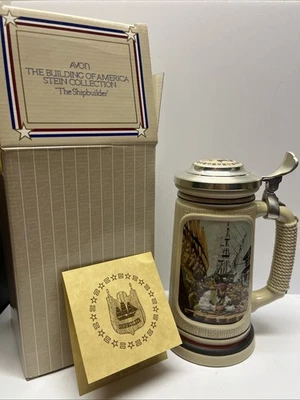 AVON
THE BUILDING OF AMERICA
STEIN COLLECTION
"The Shipbuilder"